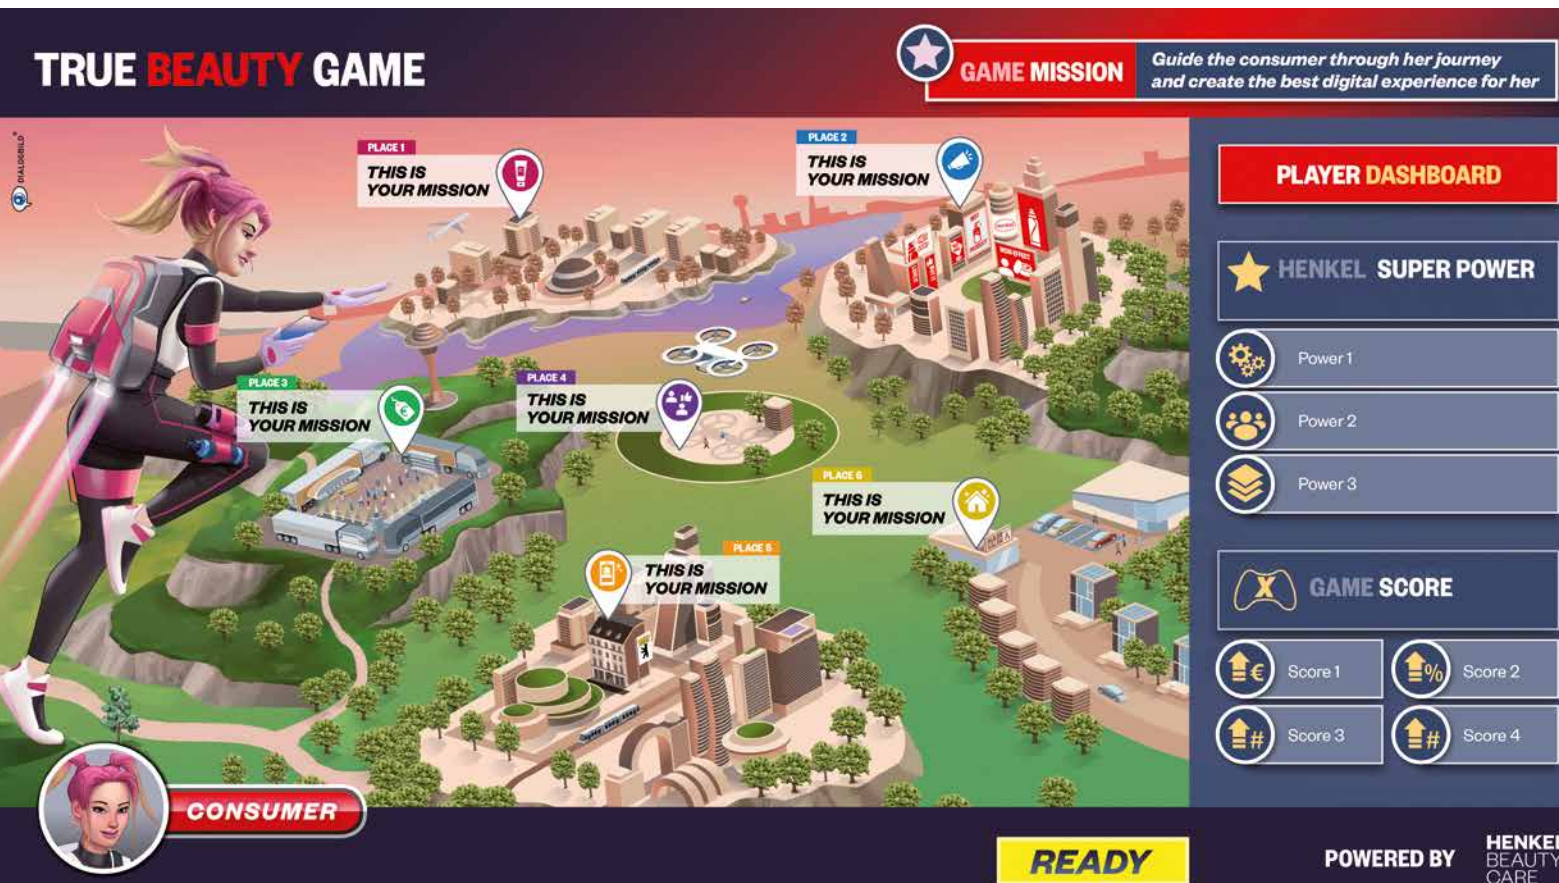 TRUE BEAUTY GAME
GAME MISSION
Guide the consumer through her journey
and create the best digital experience for her
DIALOGBILD
PLACE 1
THIS IS
YOUR MISSION
PLACE 2
THIS IS
YOUR MISSION
PLACE 3
THIS IS
YOUR MISSION
PLACE 4
THIS IS
YOUR MISSION
PLACE 6
THIS IS
YOUR MISSION
PLACE 5
THIS IS
YOUR MISSION
PLAYER DASHBOARD
HENKEL SUPER POWER
Power 1
Power 2
Power 3
X
GAME SCORE
€ Score 1
% Score 2
# Score 3
# Score 4
CONSUMER
READY
POWERED BY
HENKEL
BEAUTY
CARE